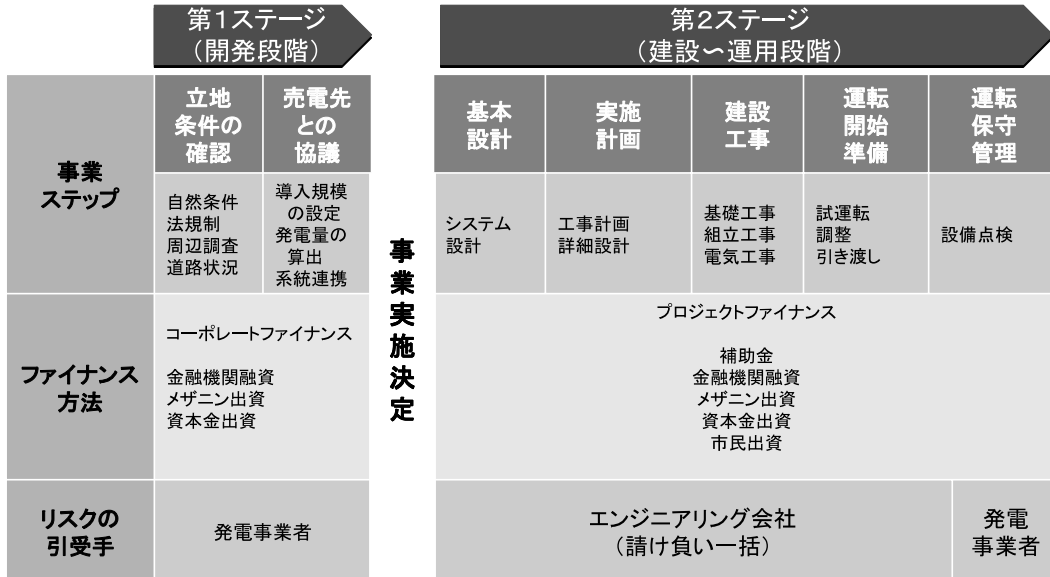 第1ステージ
（開発段階）
第2ステージ
（建設〜運用段階）
事業
ステップ
立地
条件の
確認
売電先
との
協議
基本
設計
実施
計画
建設
工事
運転
開始
準備
運転
保守
管理
自然条件
法規制
周辺調査
道路状況
導入規模
の設定
発電量の
算出
系統連携
事業実施決定
システム
設計
工事計画
詳細設計
基礎工事
組立工事
電気工事
試運転
調整
引き渡し
設備点検
ファイナンス
方法
コーポレートファイナンス
金融機関融資
メザニン出資
資本金出資
プロジェクトファイナンス
補助金
金融機関融資
メザニン出資
資本金出資
市民出資
リスクの
引受手
発電事業者
エンジニアリング会社
（請け負い一括）
発電
事業者